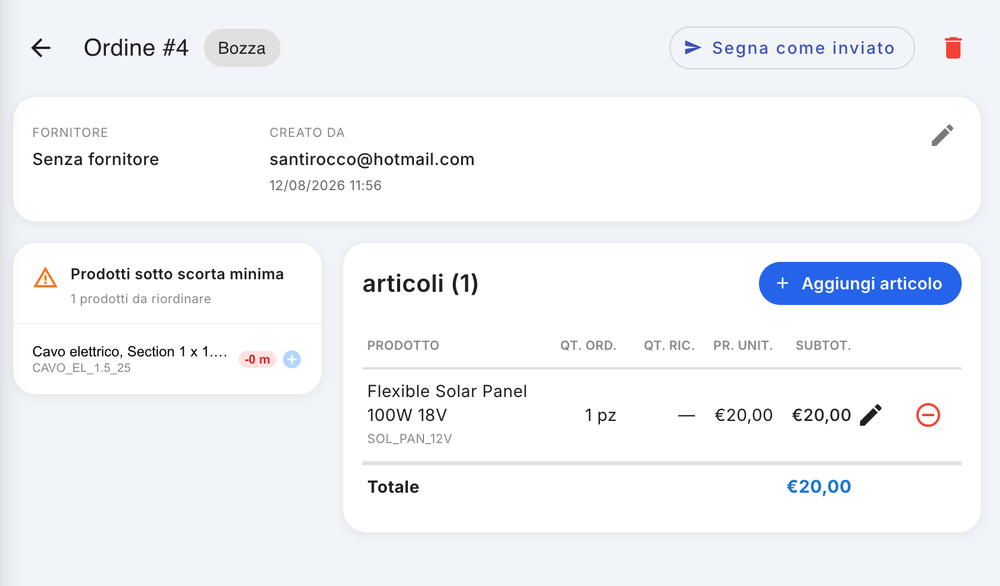 Ordine #4
Bozza
Segna come inviato
FORNITORE
Senza fornitore
CREATO DA
santirocco@hotmail.com
12/08/2026 11:56
Prodotti sotto scorta minima
1 prodotti da riordinare
Cavo elettrico, Section 1 x 1....
CAVO_EL_1.5_25
-0 m
articoli (1)
+ Aggiungi articolo
PRODOTTO QT. ORD. QT. RIC. PR. UNIT. SUBTOT.
Flexible Solar Panel
100W 18V
SOL_PAN_12V
1 pz — €20,00 €20,00
Totale €20,00